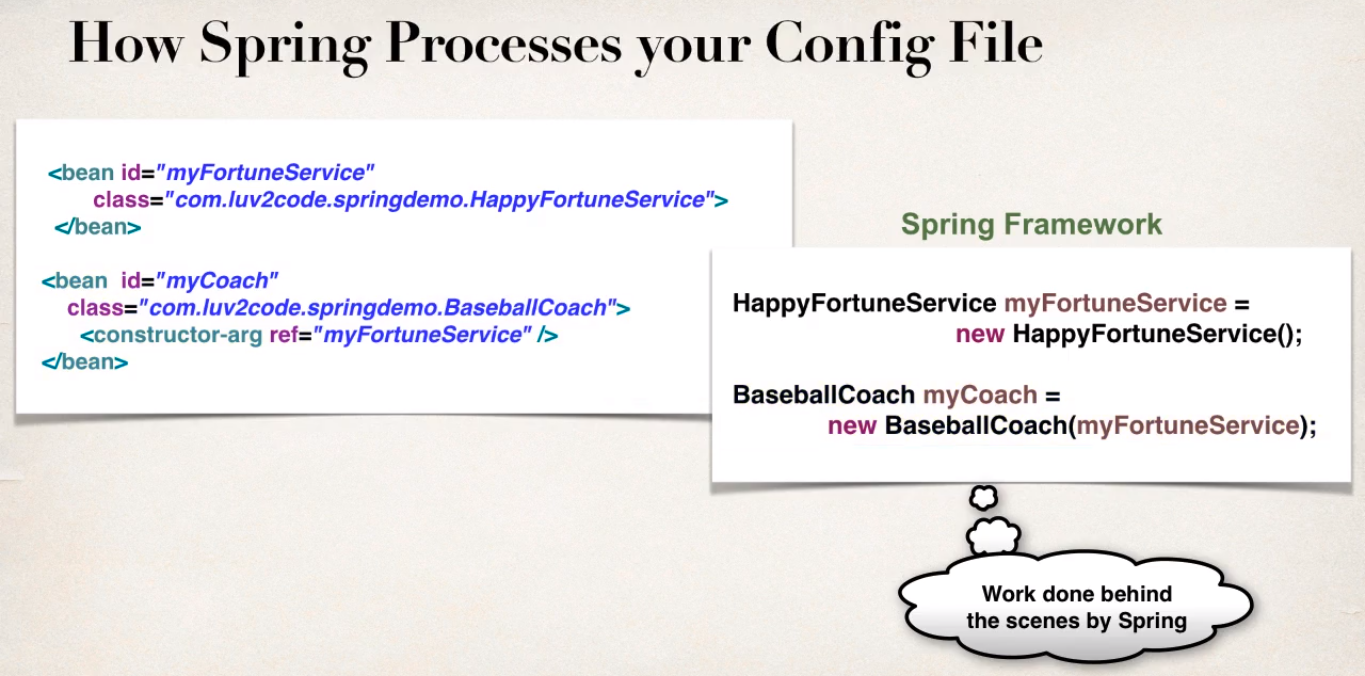 How Spring Processes your Config File
<bean id="myFortuneService"
class="com.luv2code.springdemo.HappyFortuneService">
</bean>
<bean id="myCoach"
class="com.luv2code.springdemo.BaseballCoach">
<constructor-arg ref="myFortuneService" />
</bean>
Spring Framework
HappyFortuneService myFortuneService =
new HappyFortuneService();
BaseballCoach myCoach =
new BaseballCoach(myFortuneService);
Work done behind
the scenes by Spring